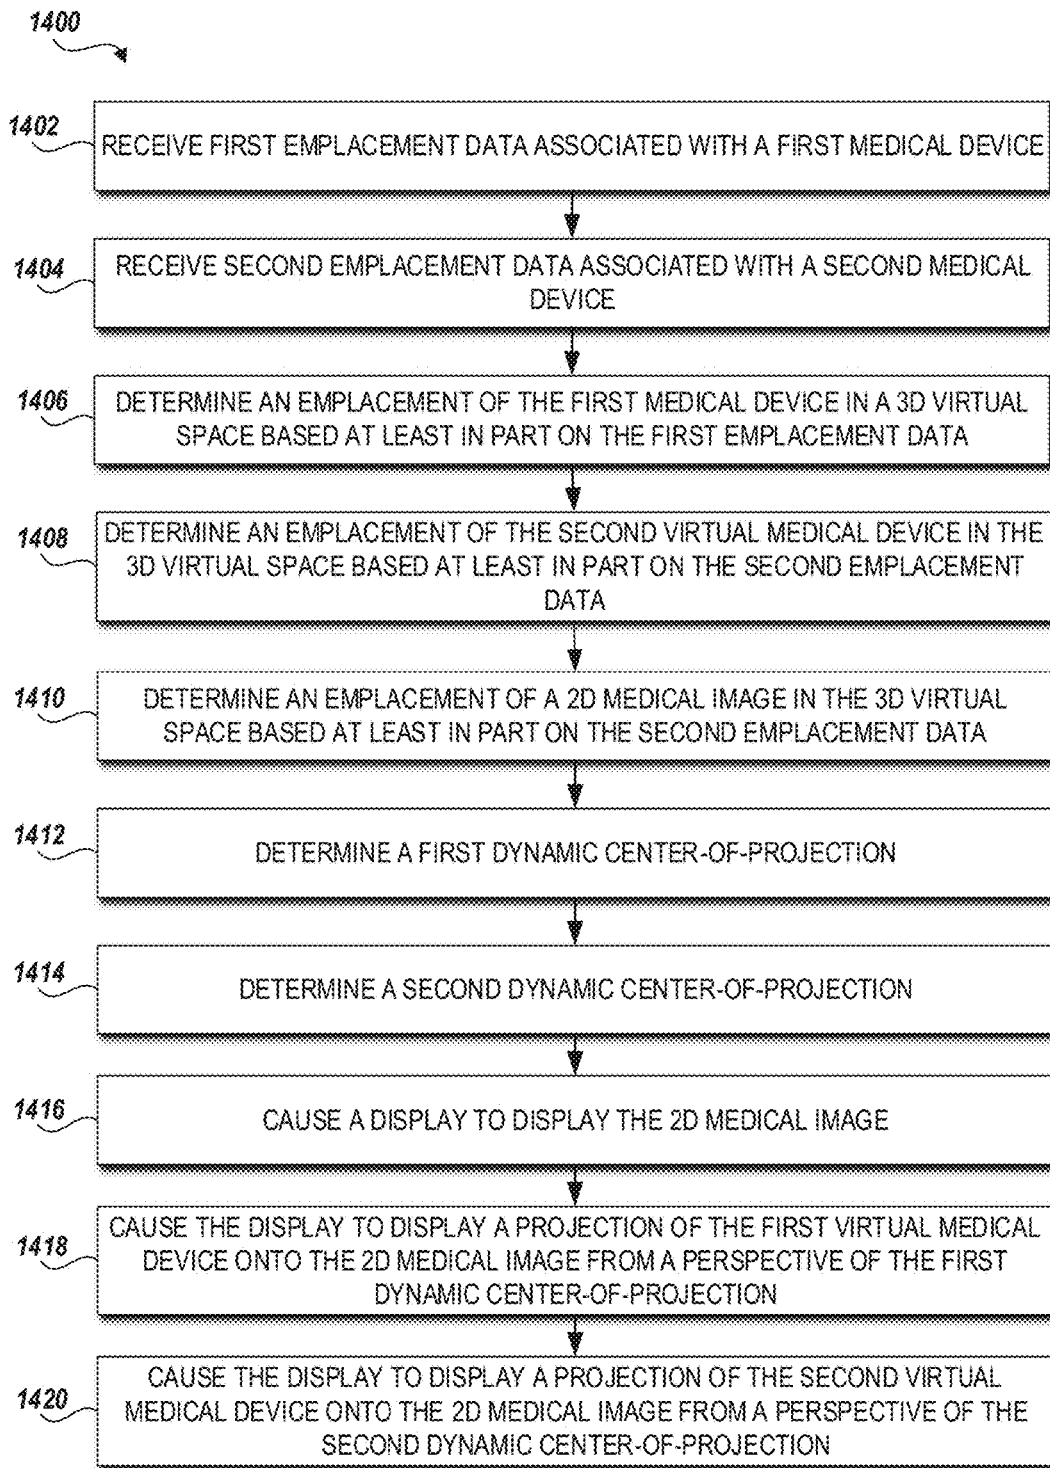 1400
1402
RECEIVE FIRST EMPLACEMENT DATA ASSOCIATED WITH A FIRST MEDICAL DEVICE
1404
RECEIVE SECOND EMPLACEMENT DATA ASSOCIATED WITH A SECOND MEDICAL
DEVICE
1406
DETERMINE AN EMPLACEMENT OF THE FIRST MEDICAL DEVICE IN A 3D VIRTUAL
SPACE BASED AT LEAST IN PART ON THE FIRST EMPLACEMENT DATA
1408
DETERMINE AN EMPLACEMENT OF THE SECOND VIRTUAL MEDICAL DEVICE IN THE
3D VIRTUAL SPACE BASED AT LEAST IN PART ON THE SECOND EMPLACEMENT
DATA
1410
DETERMINE AN EMPLACEMENT OF A 2D MEDICAL IMAGE IN THE 3D VIRTUAL
SPACE BASED AT LEAST IN PART ON THE SECOND EMPLACEMENT DATA
1412
DETERMINE A FIRST DYNAMIC CENTER-OF-PROJECTION
1414
DETERMINE A SECOND DYNAMIC CENTER-OF-PROJECTION
1416
CAUSE A DISPLAY TO DISPLAY THE 2D MEDICAL IMAGE
1418
CAUSE THE DISPLAY TO DISPLAY A PROJECTION OF THE FIRST VIRTUAL MEDICAL
DEVICE ONTO THE 2D MEDICAL IMAGE FROM A PERSPECTIVE OF THE FIRST
DYNAMIC CENTER-OF-PROJECTION
1420
CAUSE THE DISPLAY TO DISPLAY A PROJECTION OF THE SECOND VIRTUAL
MEDICAL DEVICE ONTO THE 2D MEDICAL IMAGE FROM A PERSPECTIVE OF THE
SECOND DYNAMIC CENTER-OF-PROJECTION